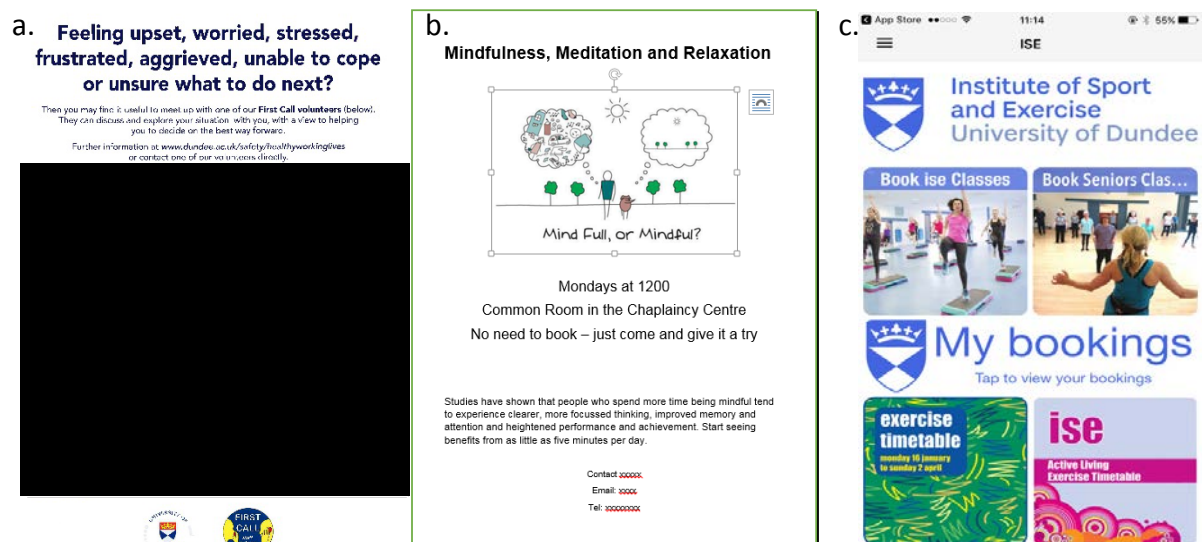 a.
Feeling upset, worried, stressed,
frustrated, aggrieved, unable to cope
or unsure what to do next?
Then you may find it useful to meet up with one of our First Call volunteers (below).
They can discuss and explore your situation with you, with a view to helping
you to decide on the best way forward.
Further information at www.dundee.ac.uk/safety/healthyworkinglives
or contact one of our volunteers directly.
UNIVERSITY OF
FIRST
CALL
b.
Mindfulness, Meditation and Relaxation
Mind Full, or Mindful?
Mondays at 1200
Common Room in the Chaplaincy Centre
No need to book – just come and give it a try
Studies have shown that people who spend more time being mindful tend
to experience clearer, more focussed thinking, improved memory and
attention and heightened performance and achievement. Start seeing
benefits from as little as five minutes per day.
Contact xxxxx
Email: xxxx
Tel: xxxxxxxx
c.
App Store 11:14 55%
ISE
Institute of Sport
and Exercise
University of Dundee
Book ise Classes
Book Seniors Clas...
My bookings
Tap to view your bookings
exercise
timetable
monday 16 january
to sunday 2 april
ise
Active Living
Exercise Timetable